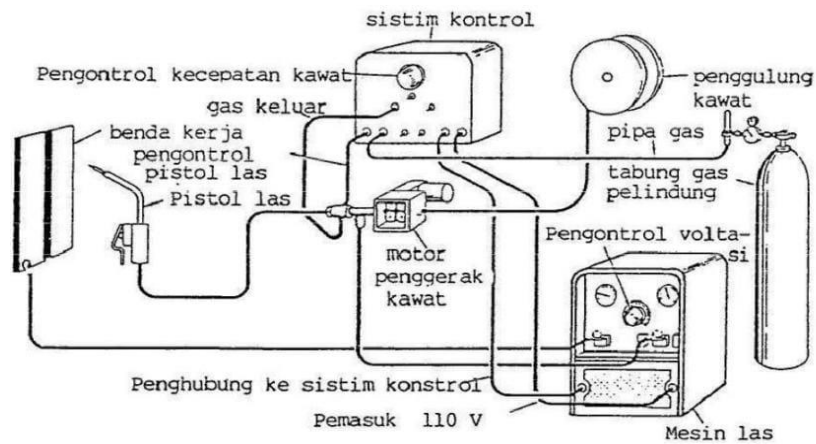 sistim kontrol
Pengontrol kecepatan kawat
gas keluar
benda kerja
pengontrol
pistol las
Pistol las
penggulung
kawat
pipa gas
tabung gas
pelindung
Pengontrol volta-
si
motor
penggerak
kawat
Penghubung ke sistim konstrol
Pemasuk 110 V
Mesin las